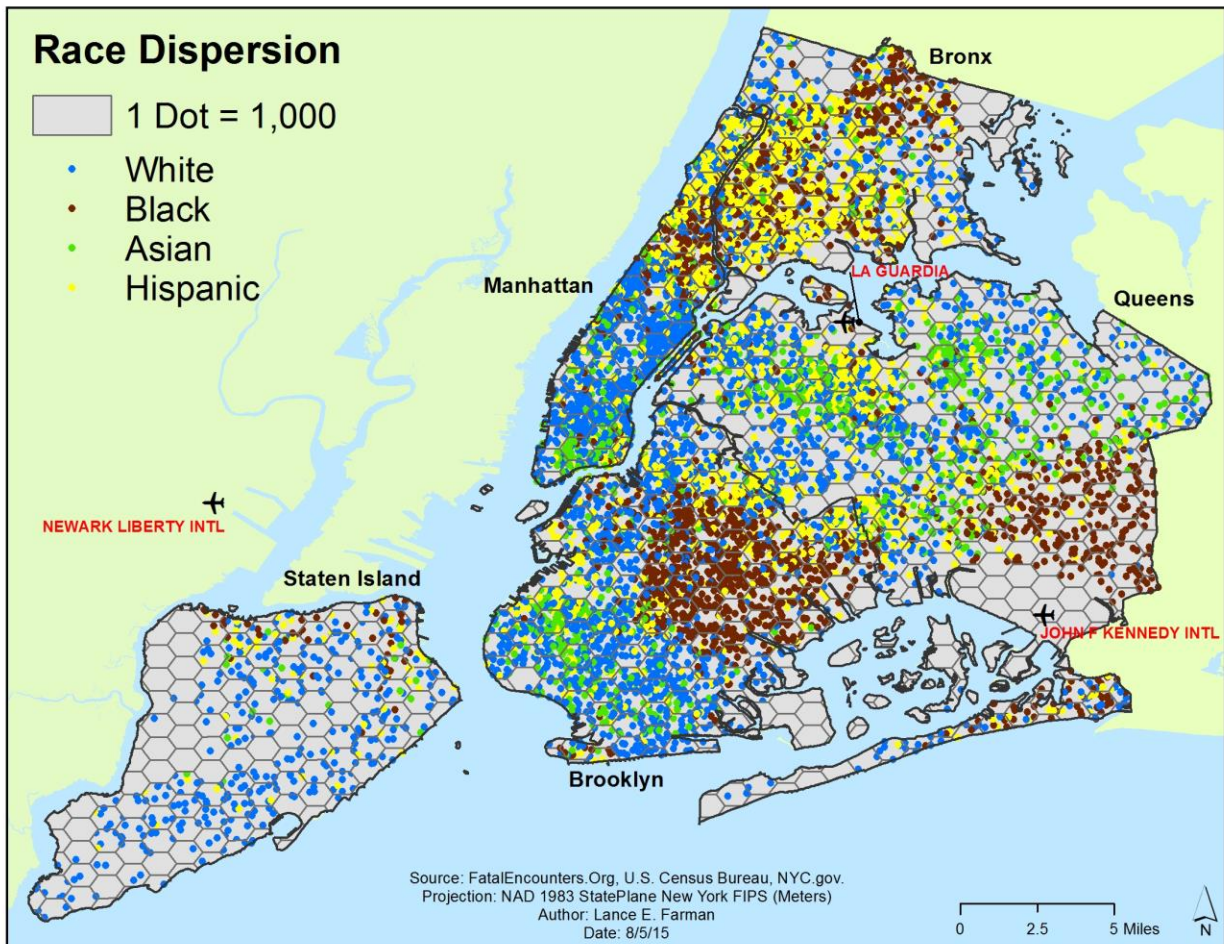 Race Dispersion
1 Dot = 1,000
White
Black
Asian
Hispanic
Bronx
LA GUARDIA
Manhattan
Queens
NEWARK LIBERTY INTL
Staten Island
JOHN F KENNEDY INTL
Brooklyn
Source: FatalEncounters.Org, U.S. Census Bureau, NYC.gov.
Projection: NAD 1983 StatePlane New York FIPS (Meters)
Author: Lance E. Farman
Date: 8/5/15
0 2.5 5 Miles
N